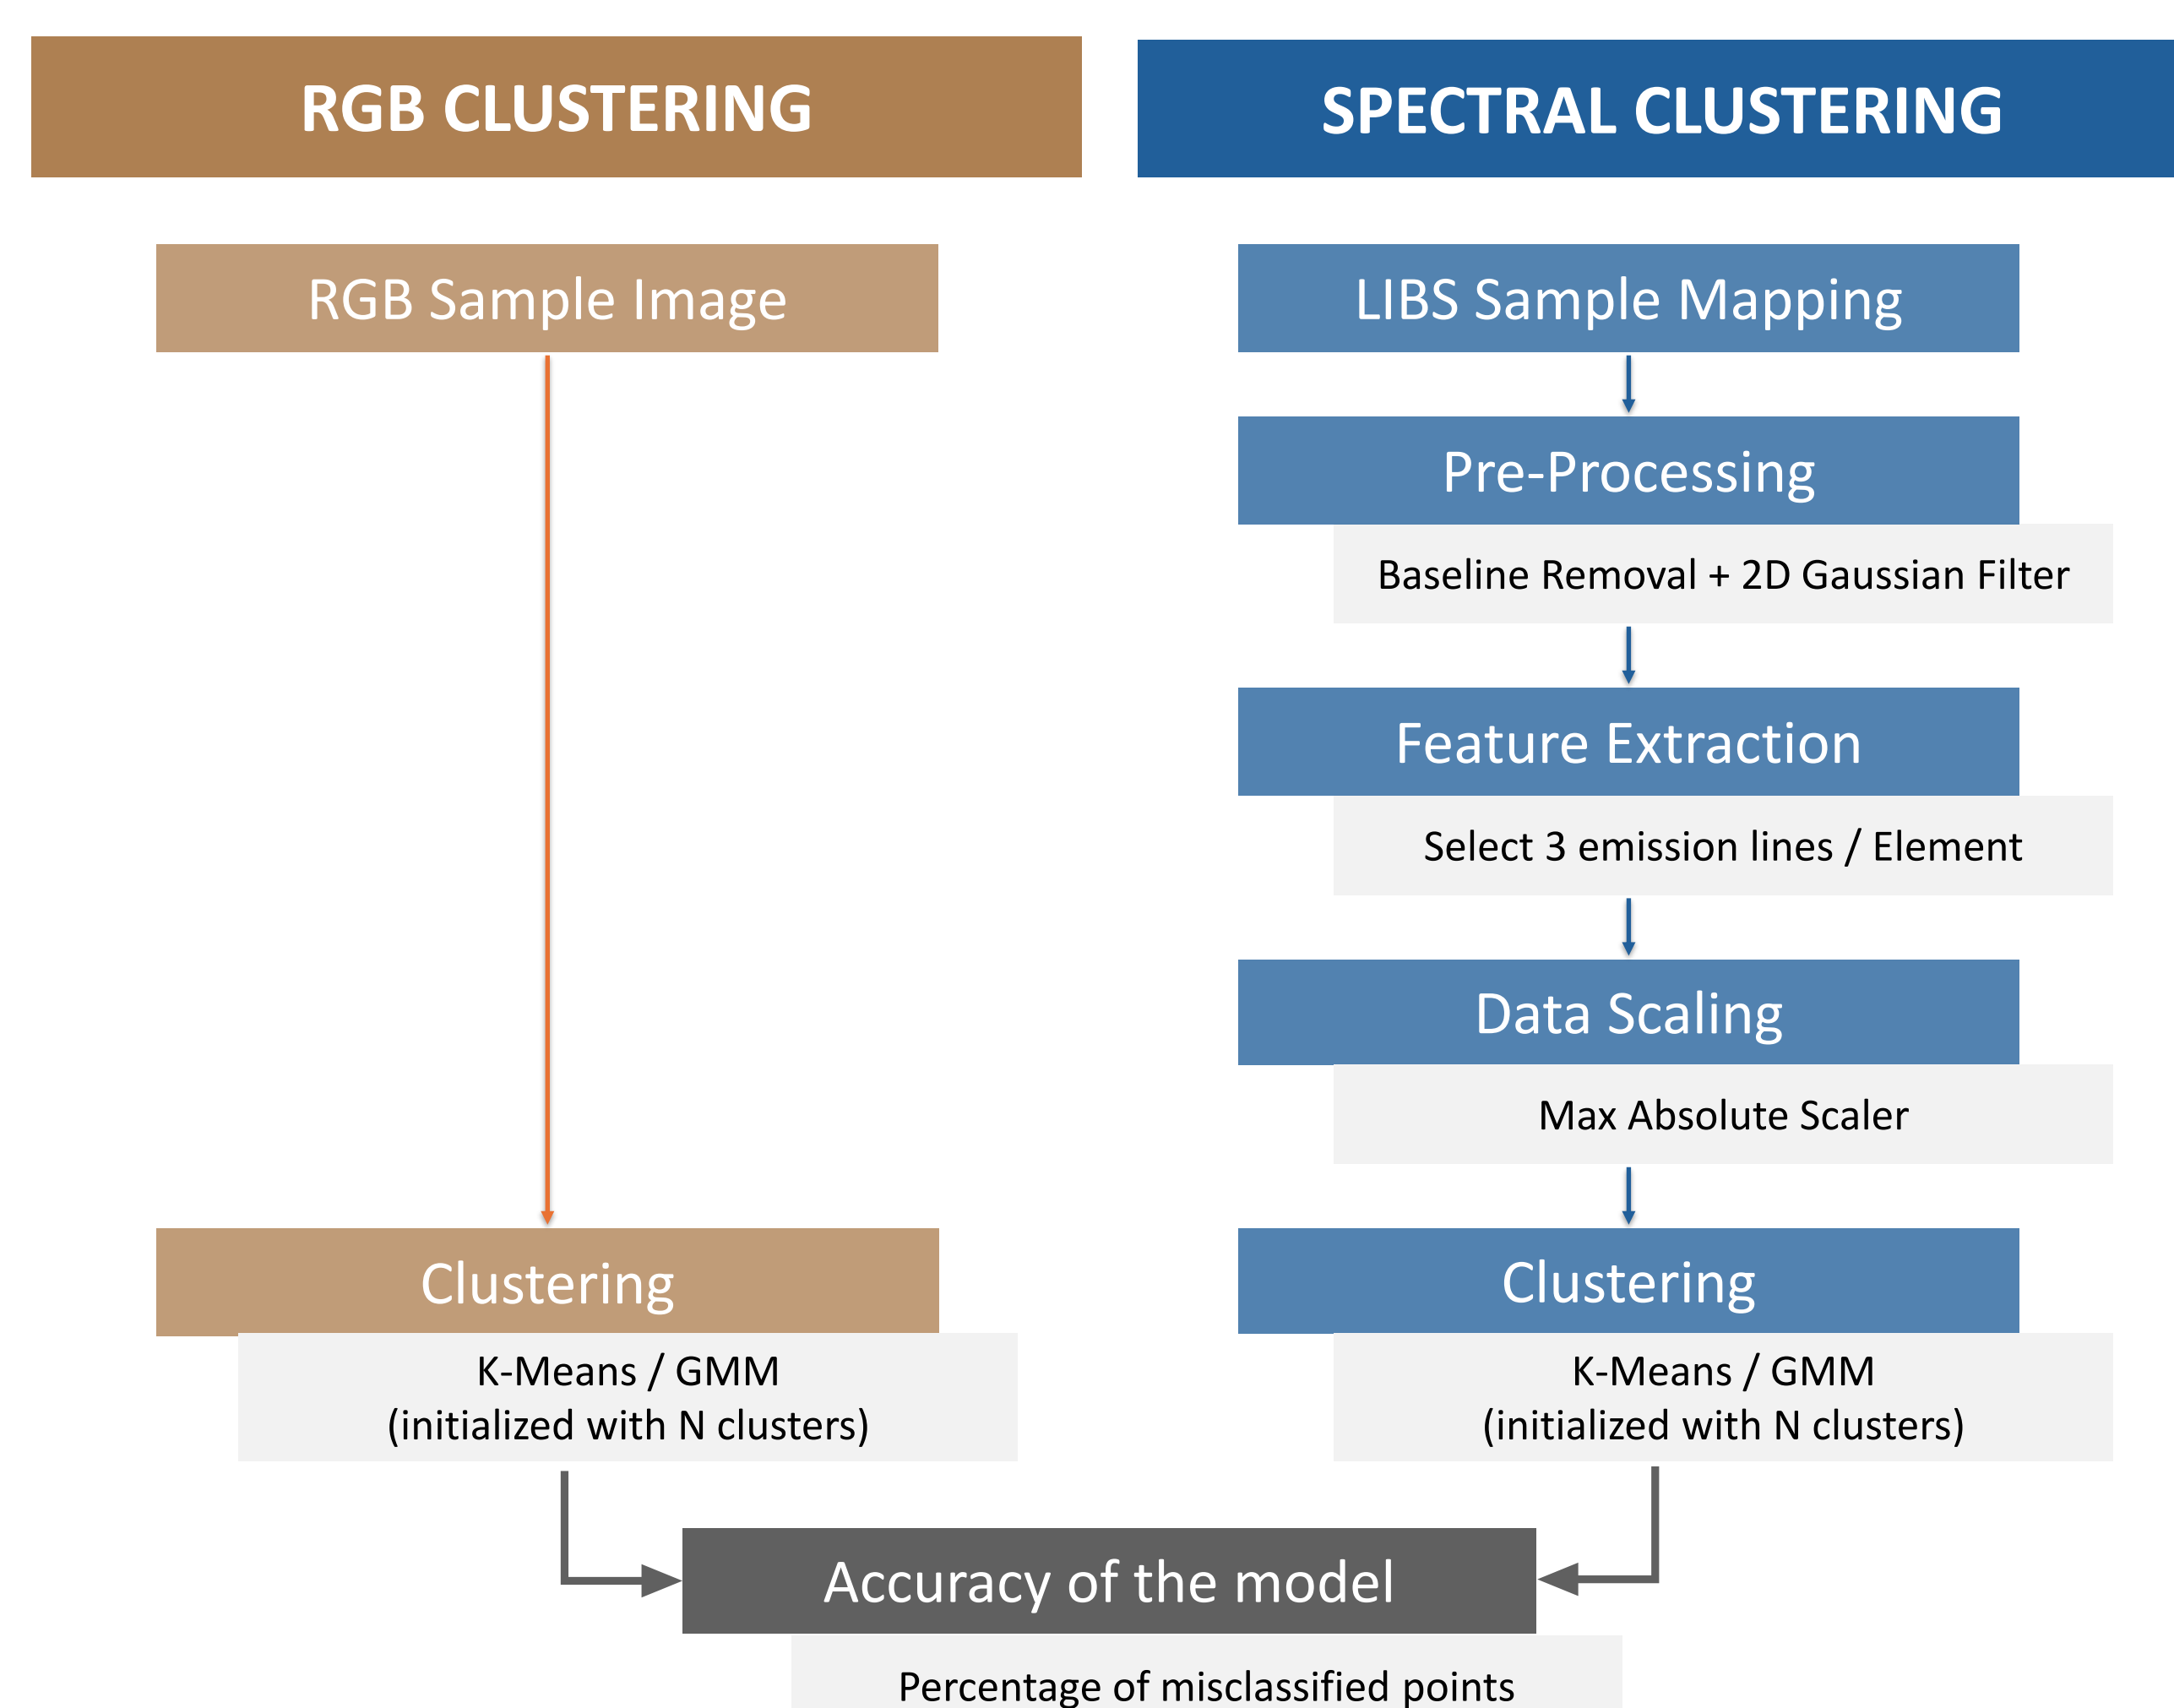 RGB CLUSTERING
RGB Sample Image
Clustering
K-Means / GMM
(initialized with N clusters)
SPECTRAL CLUSTERING
LIBS Sample Mapping
Pre-Processing
Baseline Removal + 2D Gaussian Filter
Feature Extraction
Select 3 emission lines / Element
Data Scaling
Max Absolute Scaler
Clustering
K-Means / GMM
(initialized with N clusters)
Accuracy of the model
Percentage of misclassified points